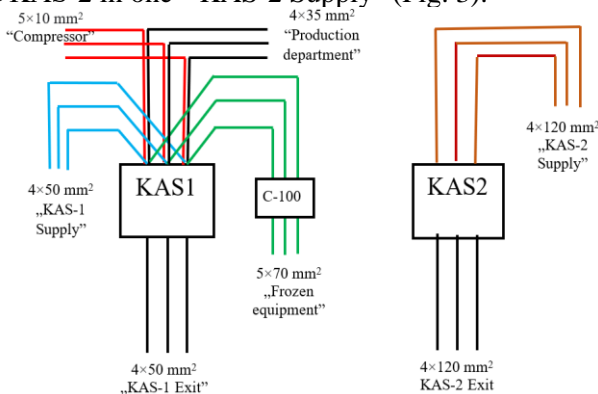 KAS-2 in one “KAS-2 Supply” (Fig. 3).
5×10 mm²
“Compressor”
4×35 mm²
“Production
department”
4×50 mm²
„KAS-1
Supply”
KAS1
C-100
5×70 mm²
„Frozen
equipment”
4×50 mm²
„KAS-1 Exit”
4×120 mm²
„KAS-2
Supply”
KAS2
4×120 mm²
KAS-2 Exit